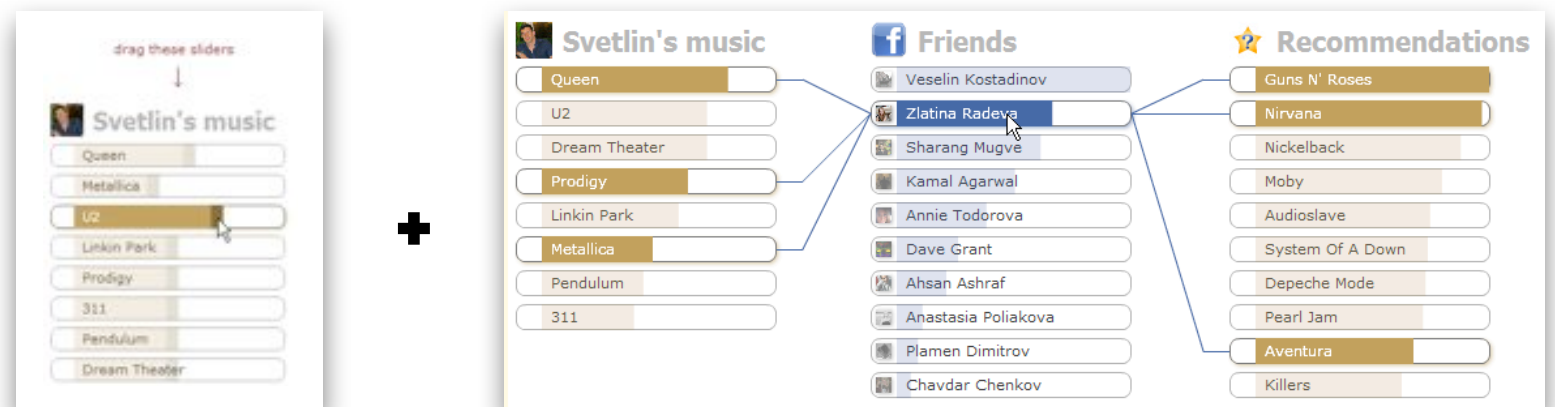 drag these sliders
Svetlin's music
Queen
Metallica
U2
Linkin Park
Prodigy
311
Pendulum
Dream Theater
Svetlin's music
Queen
U2
Dream Theater
Prodigy
Linkin Park
Metallica
Pendulum
311
Friends
Veselin Kostadinov
Zlatina Radeva
Sharang Mugve
Kamal Agarwal
Annie Todorova
Dave Grant
Ahsan Ashraf
Anastasia Poliakova
Plamen Dimitrov
Chavdar Chenkov
Recommendations
Guns N' Roses
Nirvana
Nickelback
Moby
Audioslave
System Of A Down
Depeche Mode
Pearl Jam
Aventura
Killers